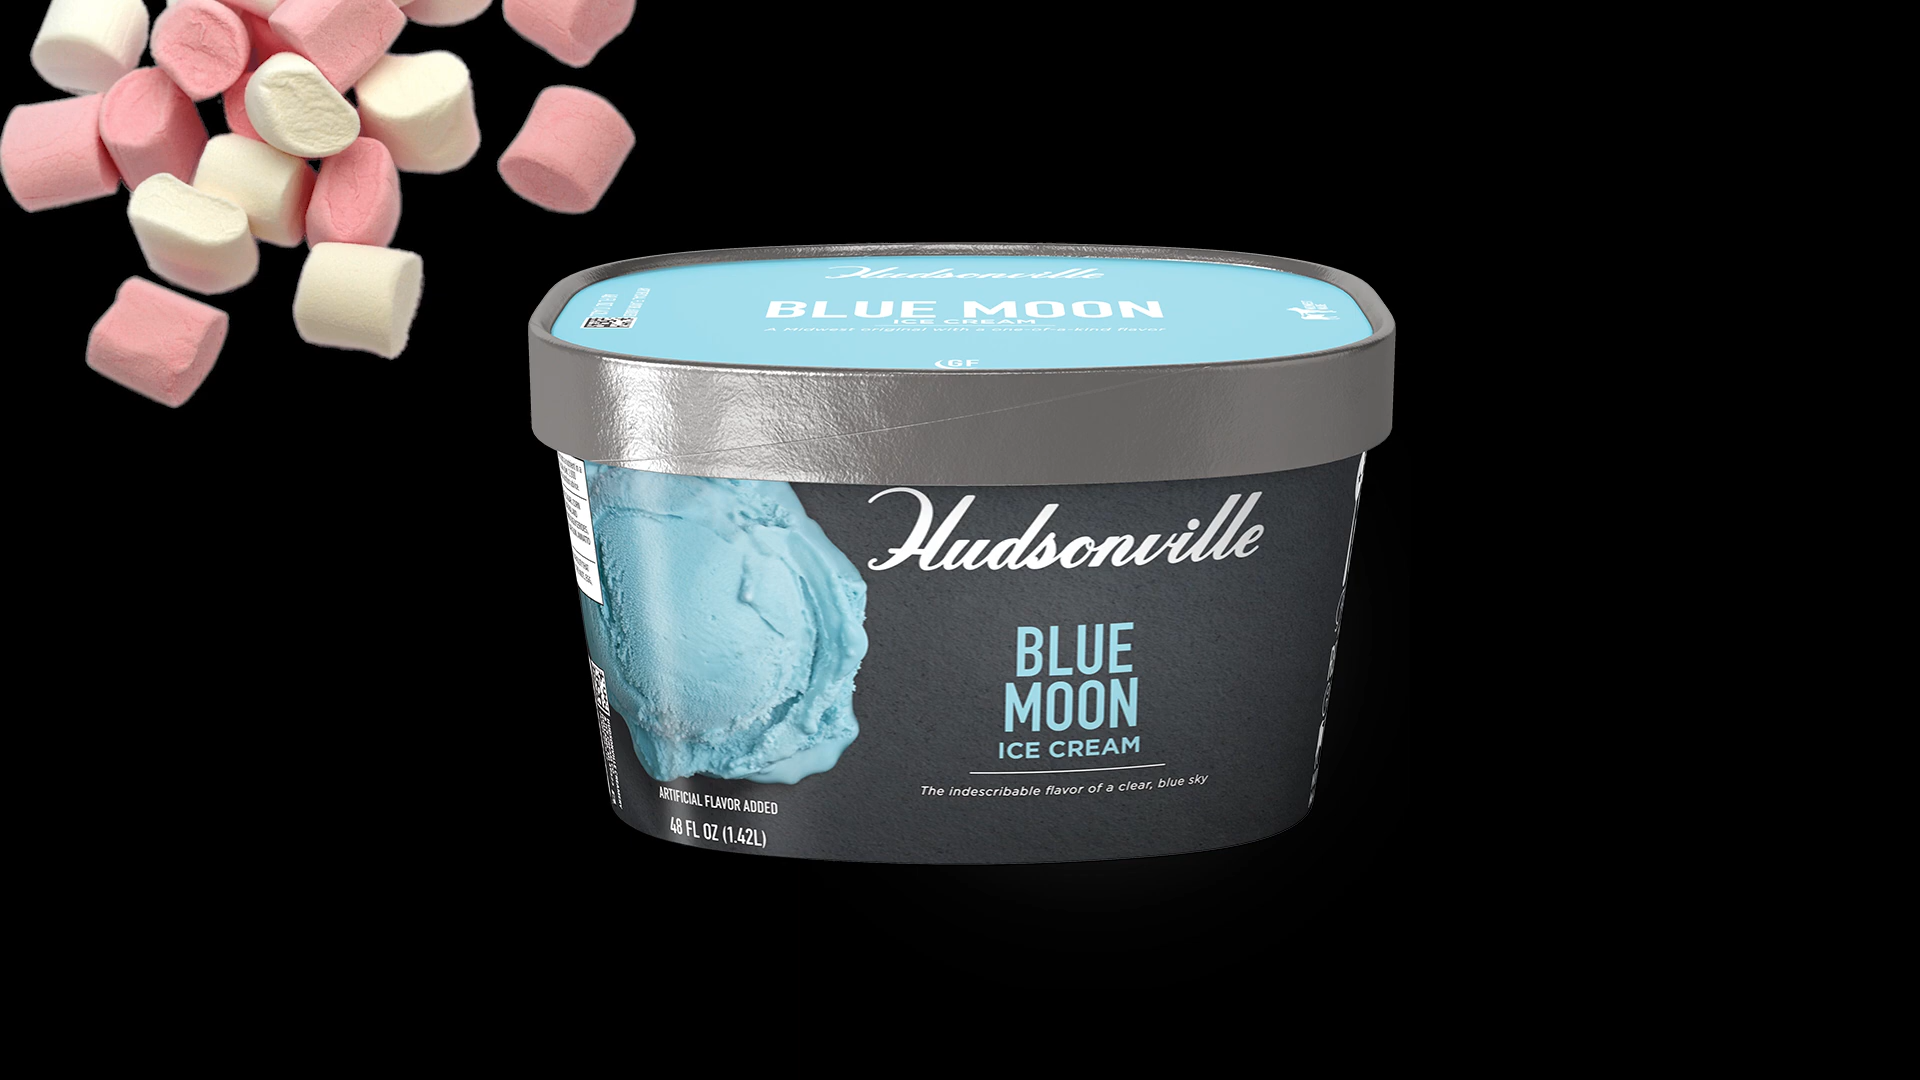 Hudsonville
BLUE MOON
ICE CREAM
A Midwest original with a one-of-a-kind flavor
GF
Hudsonville
BLUE
MOON
ICE CREAM
The indescribable flavor of a clear, blue sky
ARTIFICIAL FLAVOR ADDED
48 FL OZ (1.42L)